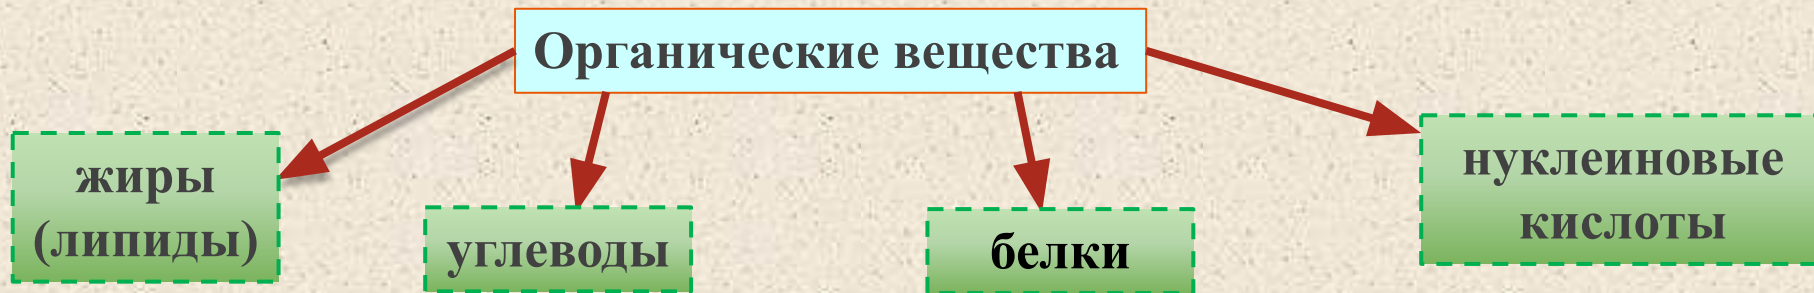 Органические вещества
жиры
(липиды)
углеводы
белки
нуклеиновые
кислоты